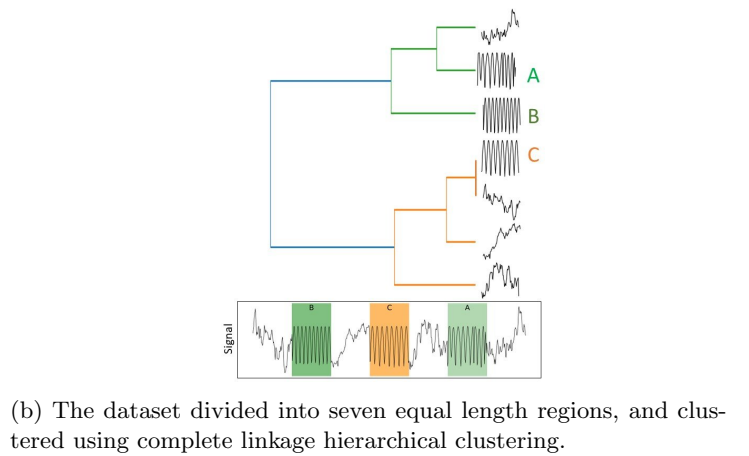 A
B
C
B
C
A
Signal
(b) The dataset divided into seven equal length regions, and clus-
tered using complete linkage hierarchical clustering.